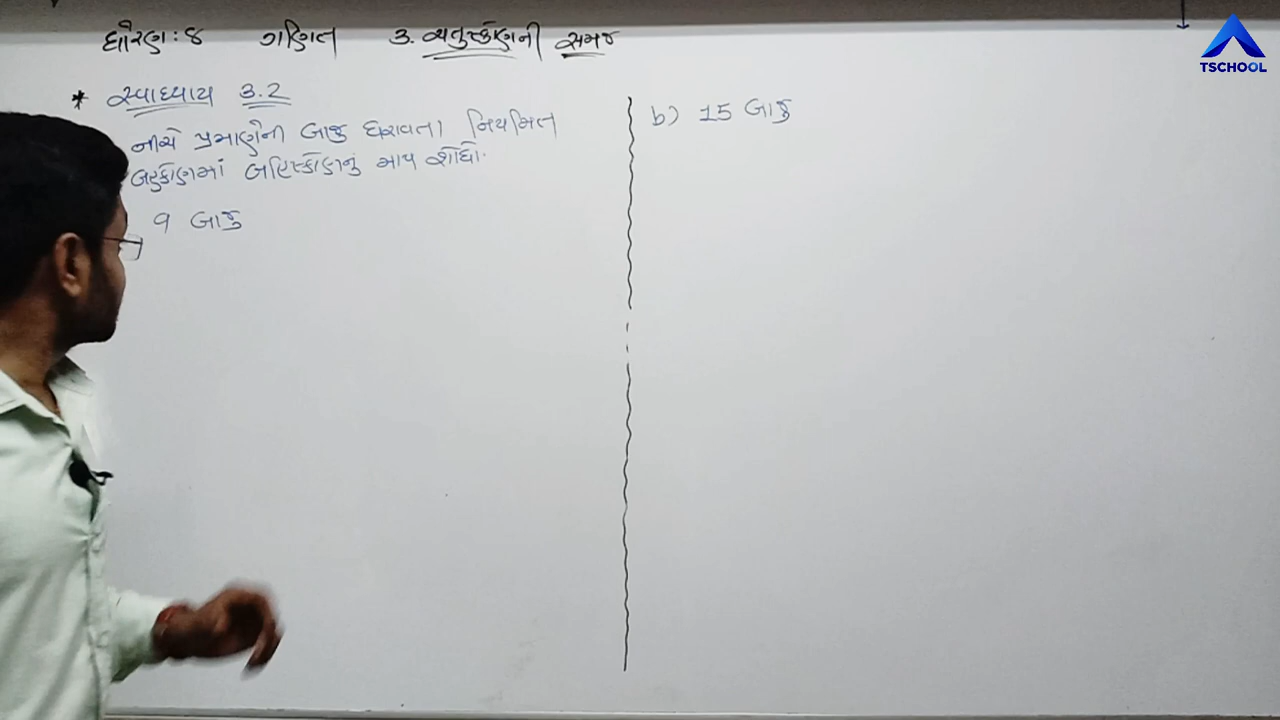 ધોરણ : ૮ ગણિત 3. ચતુષ્કોણની સમજ
* સ્વાધ્યાય 3.2
નીચે પ્રમાણેની બાજુ ધરાવતા નિયમિત
બહુકોણમાં બહિષ્કોણનું માપ શોધો.
9 બાજુ
b) 15 બાજુ
TSCHOOL